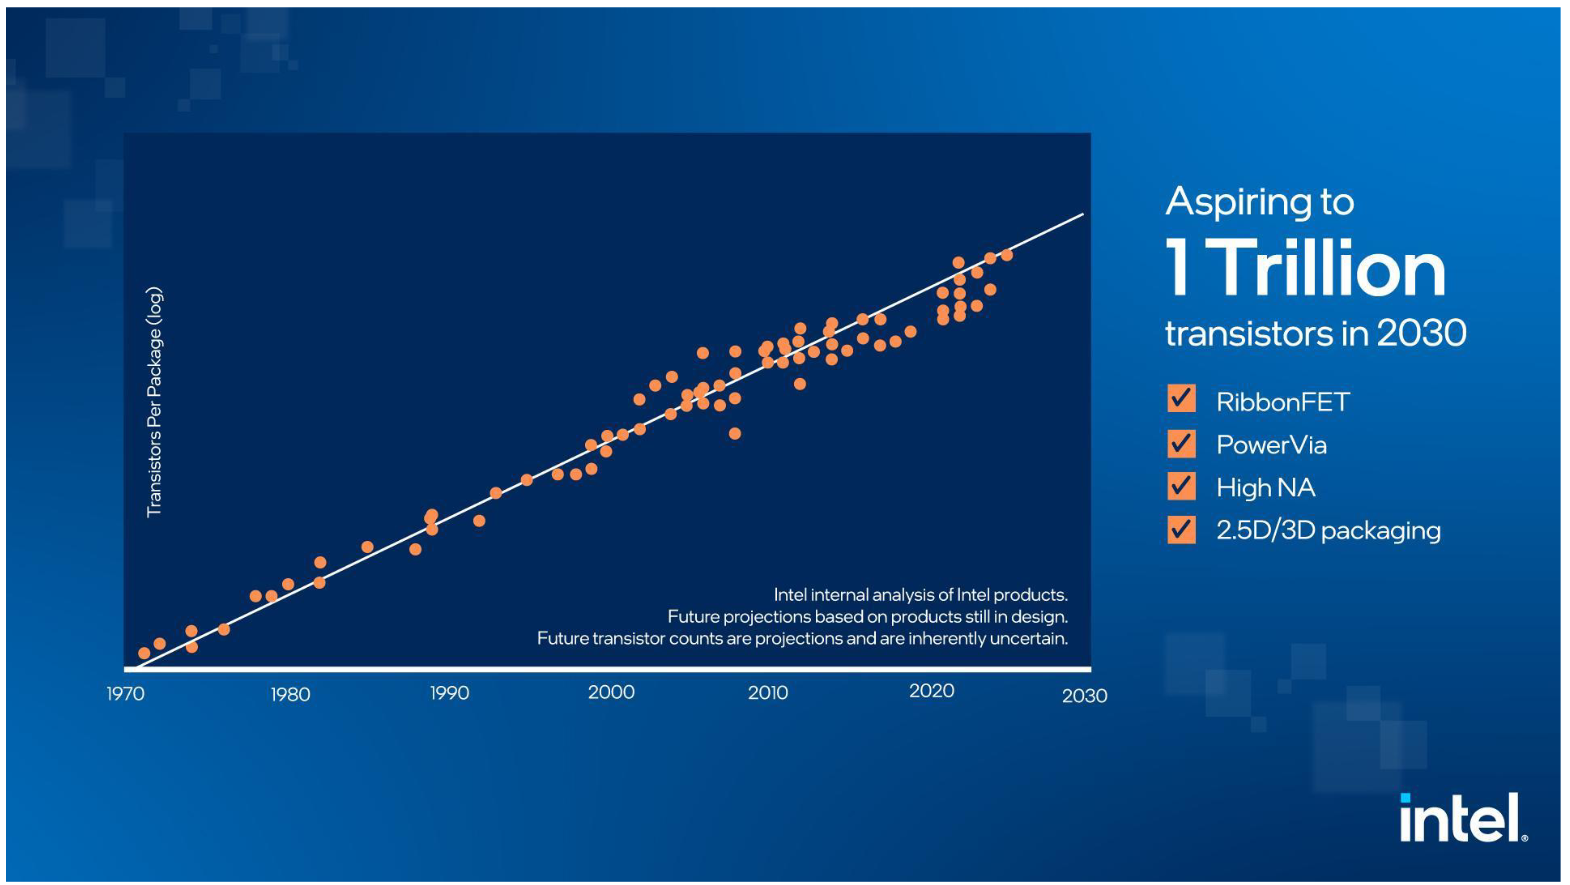 Transistors Per Package (log)
Intel internal analysis of Intel products.
Future projections based on products still in design.
Future transistor counts are projections and are inherently uncertain.
1970 1980 1990 2000 2010 2020 2030
Aspiring to
1 Trillion
transistors in 2030
RibbonFET
PowerVia
High NA
2.5D/3D packaging
intel®